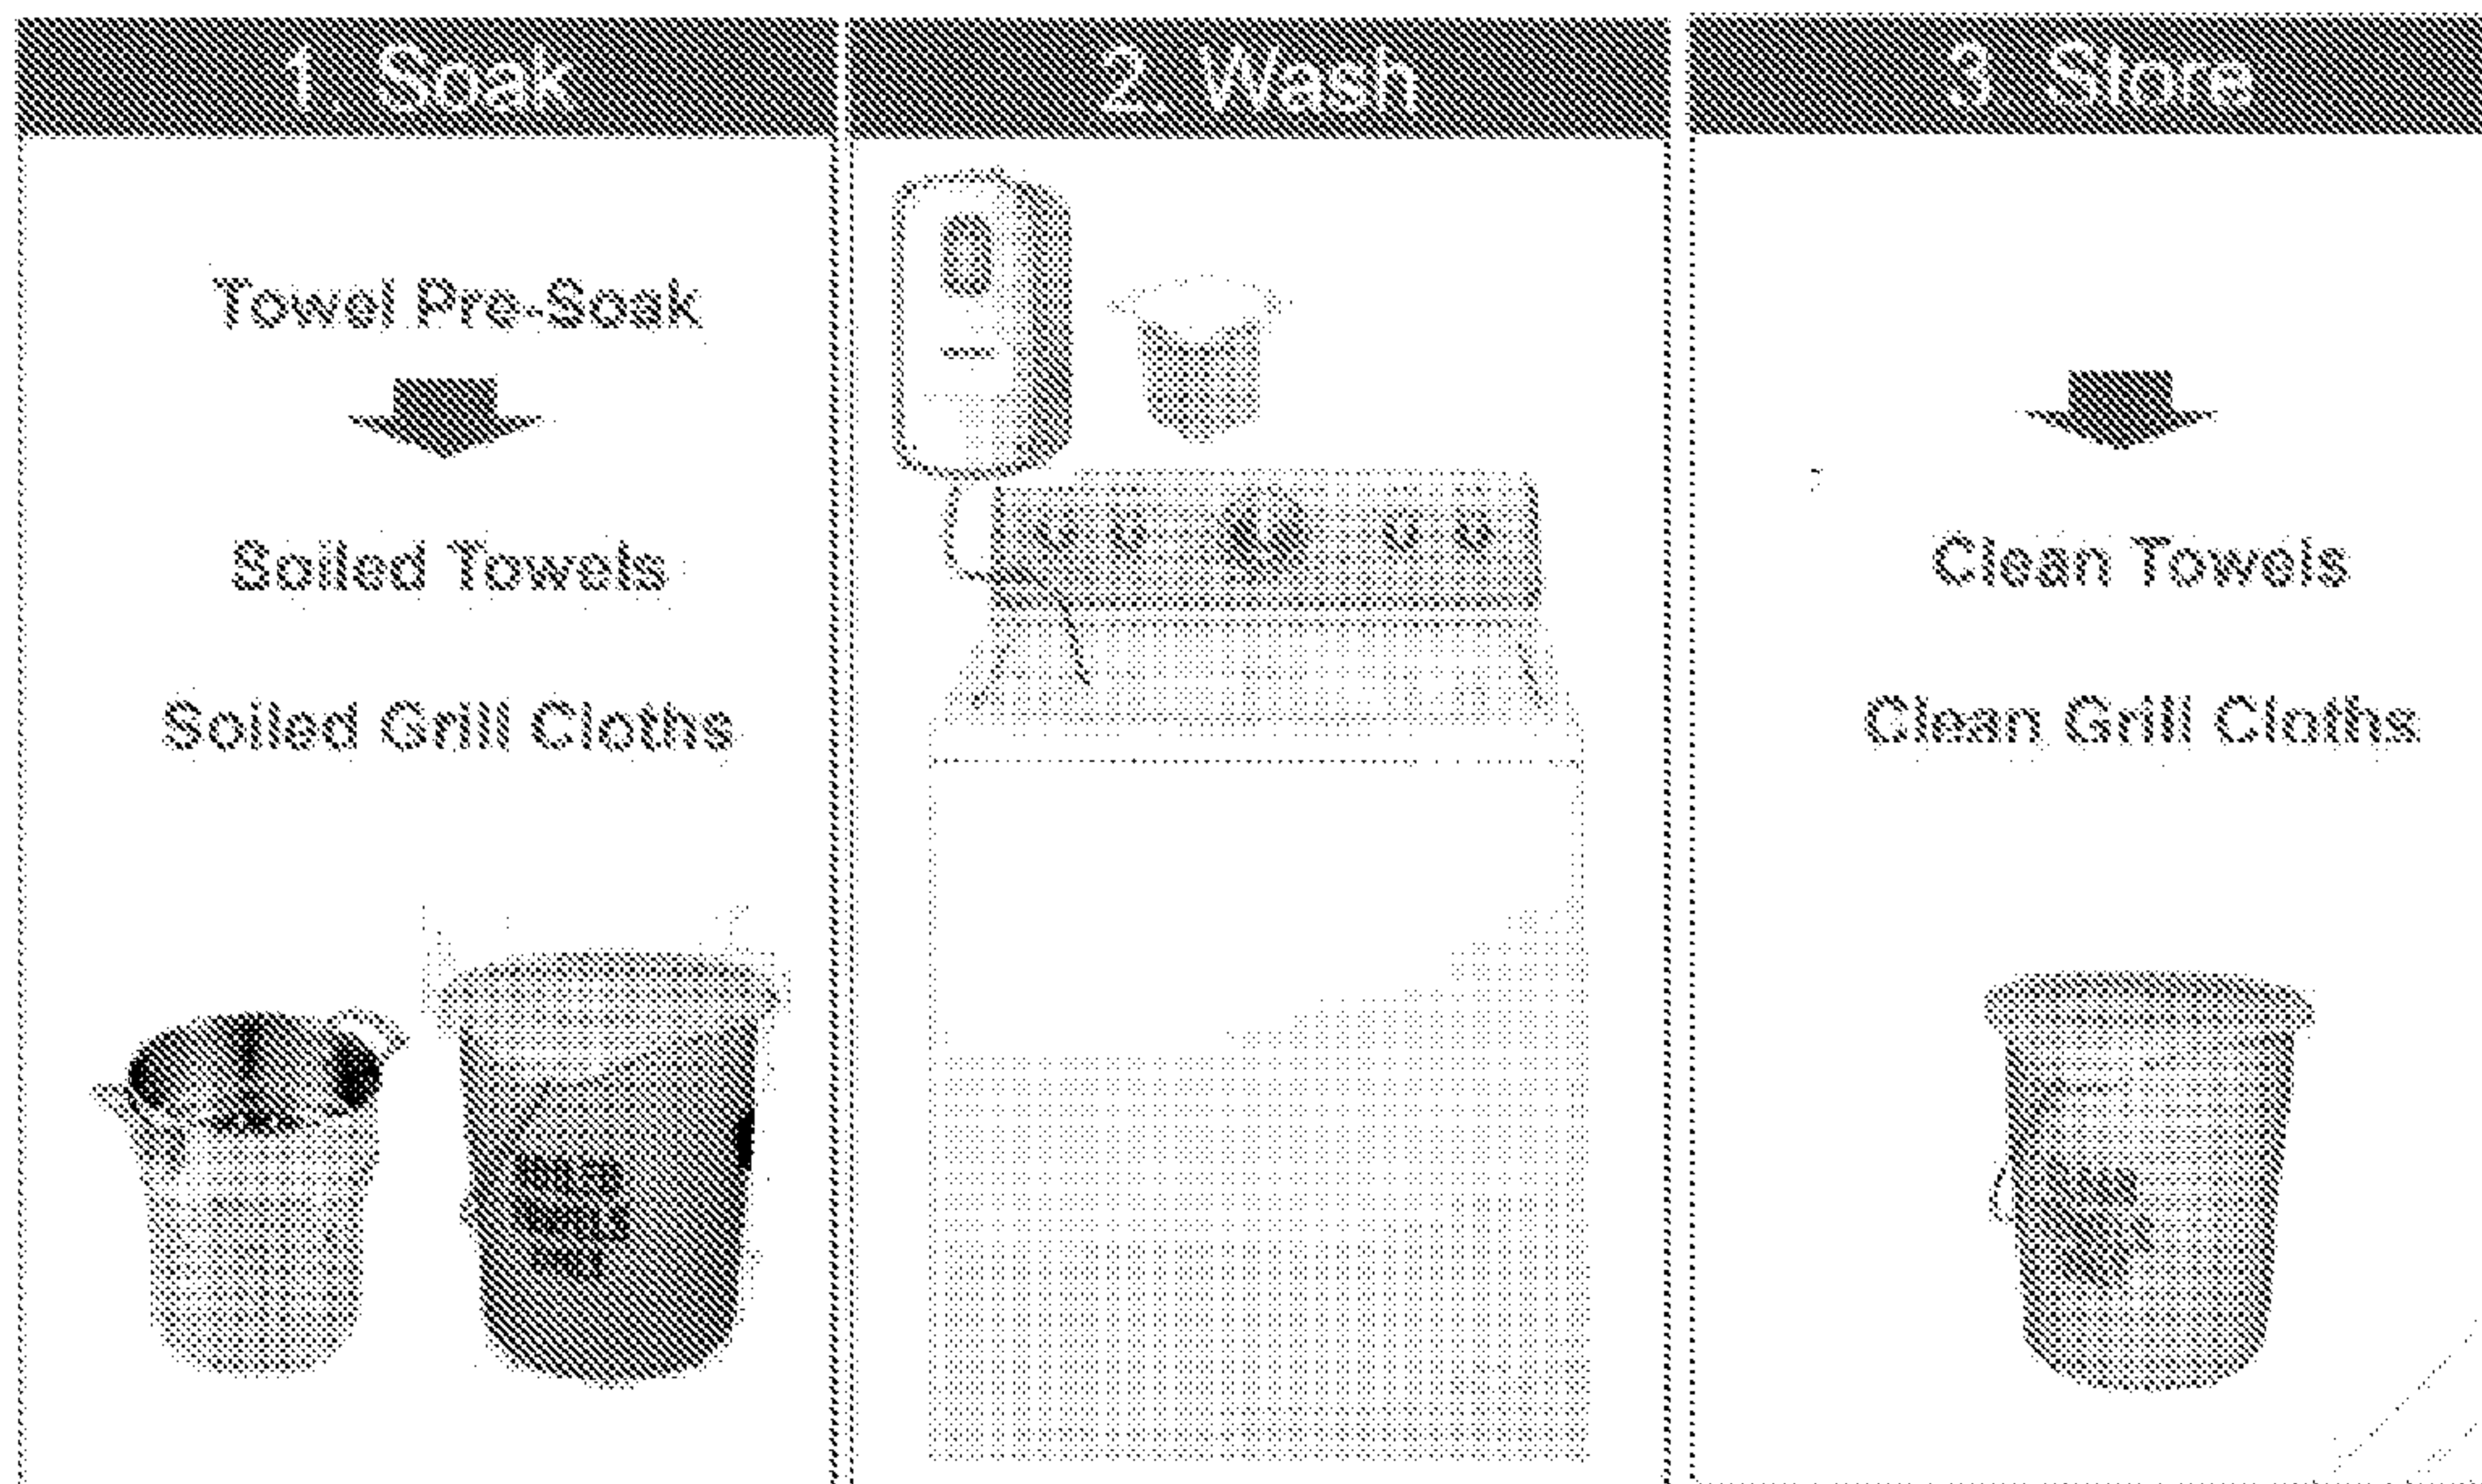 1. Soak
Towel Pre-Soak
Soiled Towels
Soiled Grill Cloths
2. Wash
3. Store
Clean Towels
Clean Grill Cloths